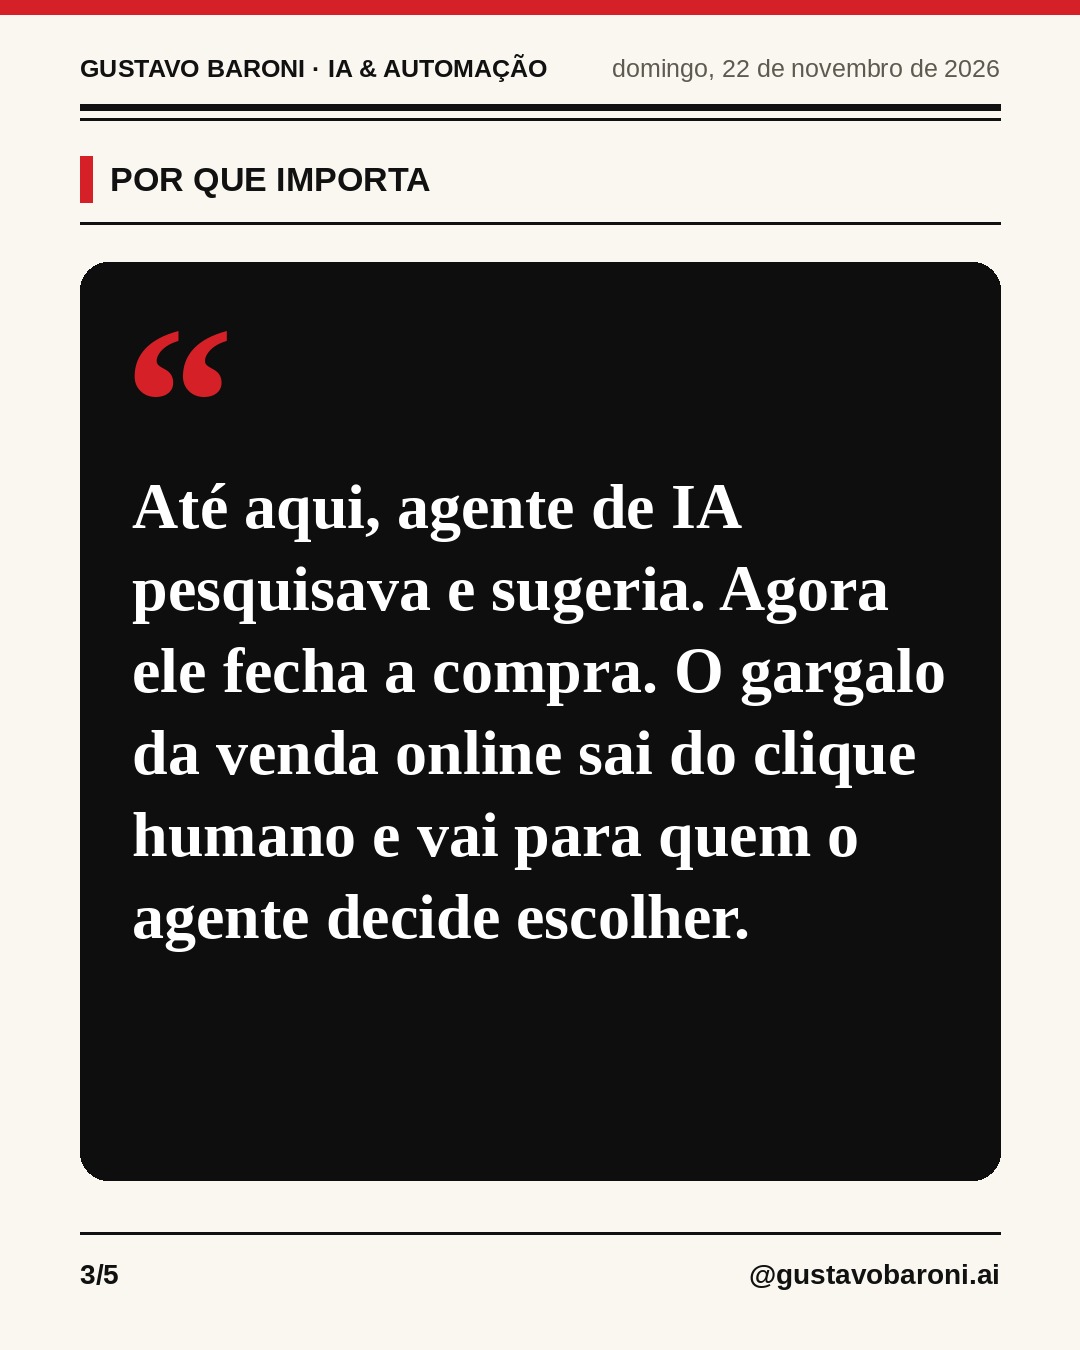 GUSTAVO BARONI · IA & AUTOMAÇÃO
domingo, 22 de novembro de 2026
POR QUE IMPORTA
“
Até aqui, agente de IA
pesquisava e sugeria. Agora
ele fecha a compra. O gargalo
da venda online sai do clique
humano e vai para quem o
agente decide escolher.
3/5
@gustavobaroni.ai